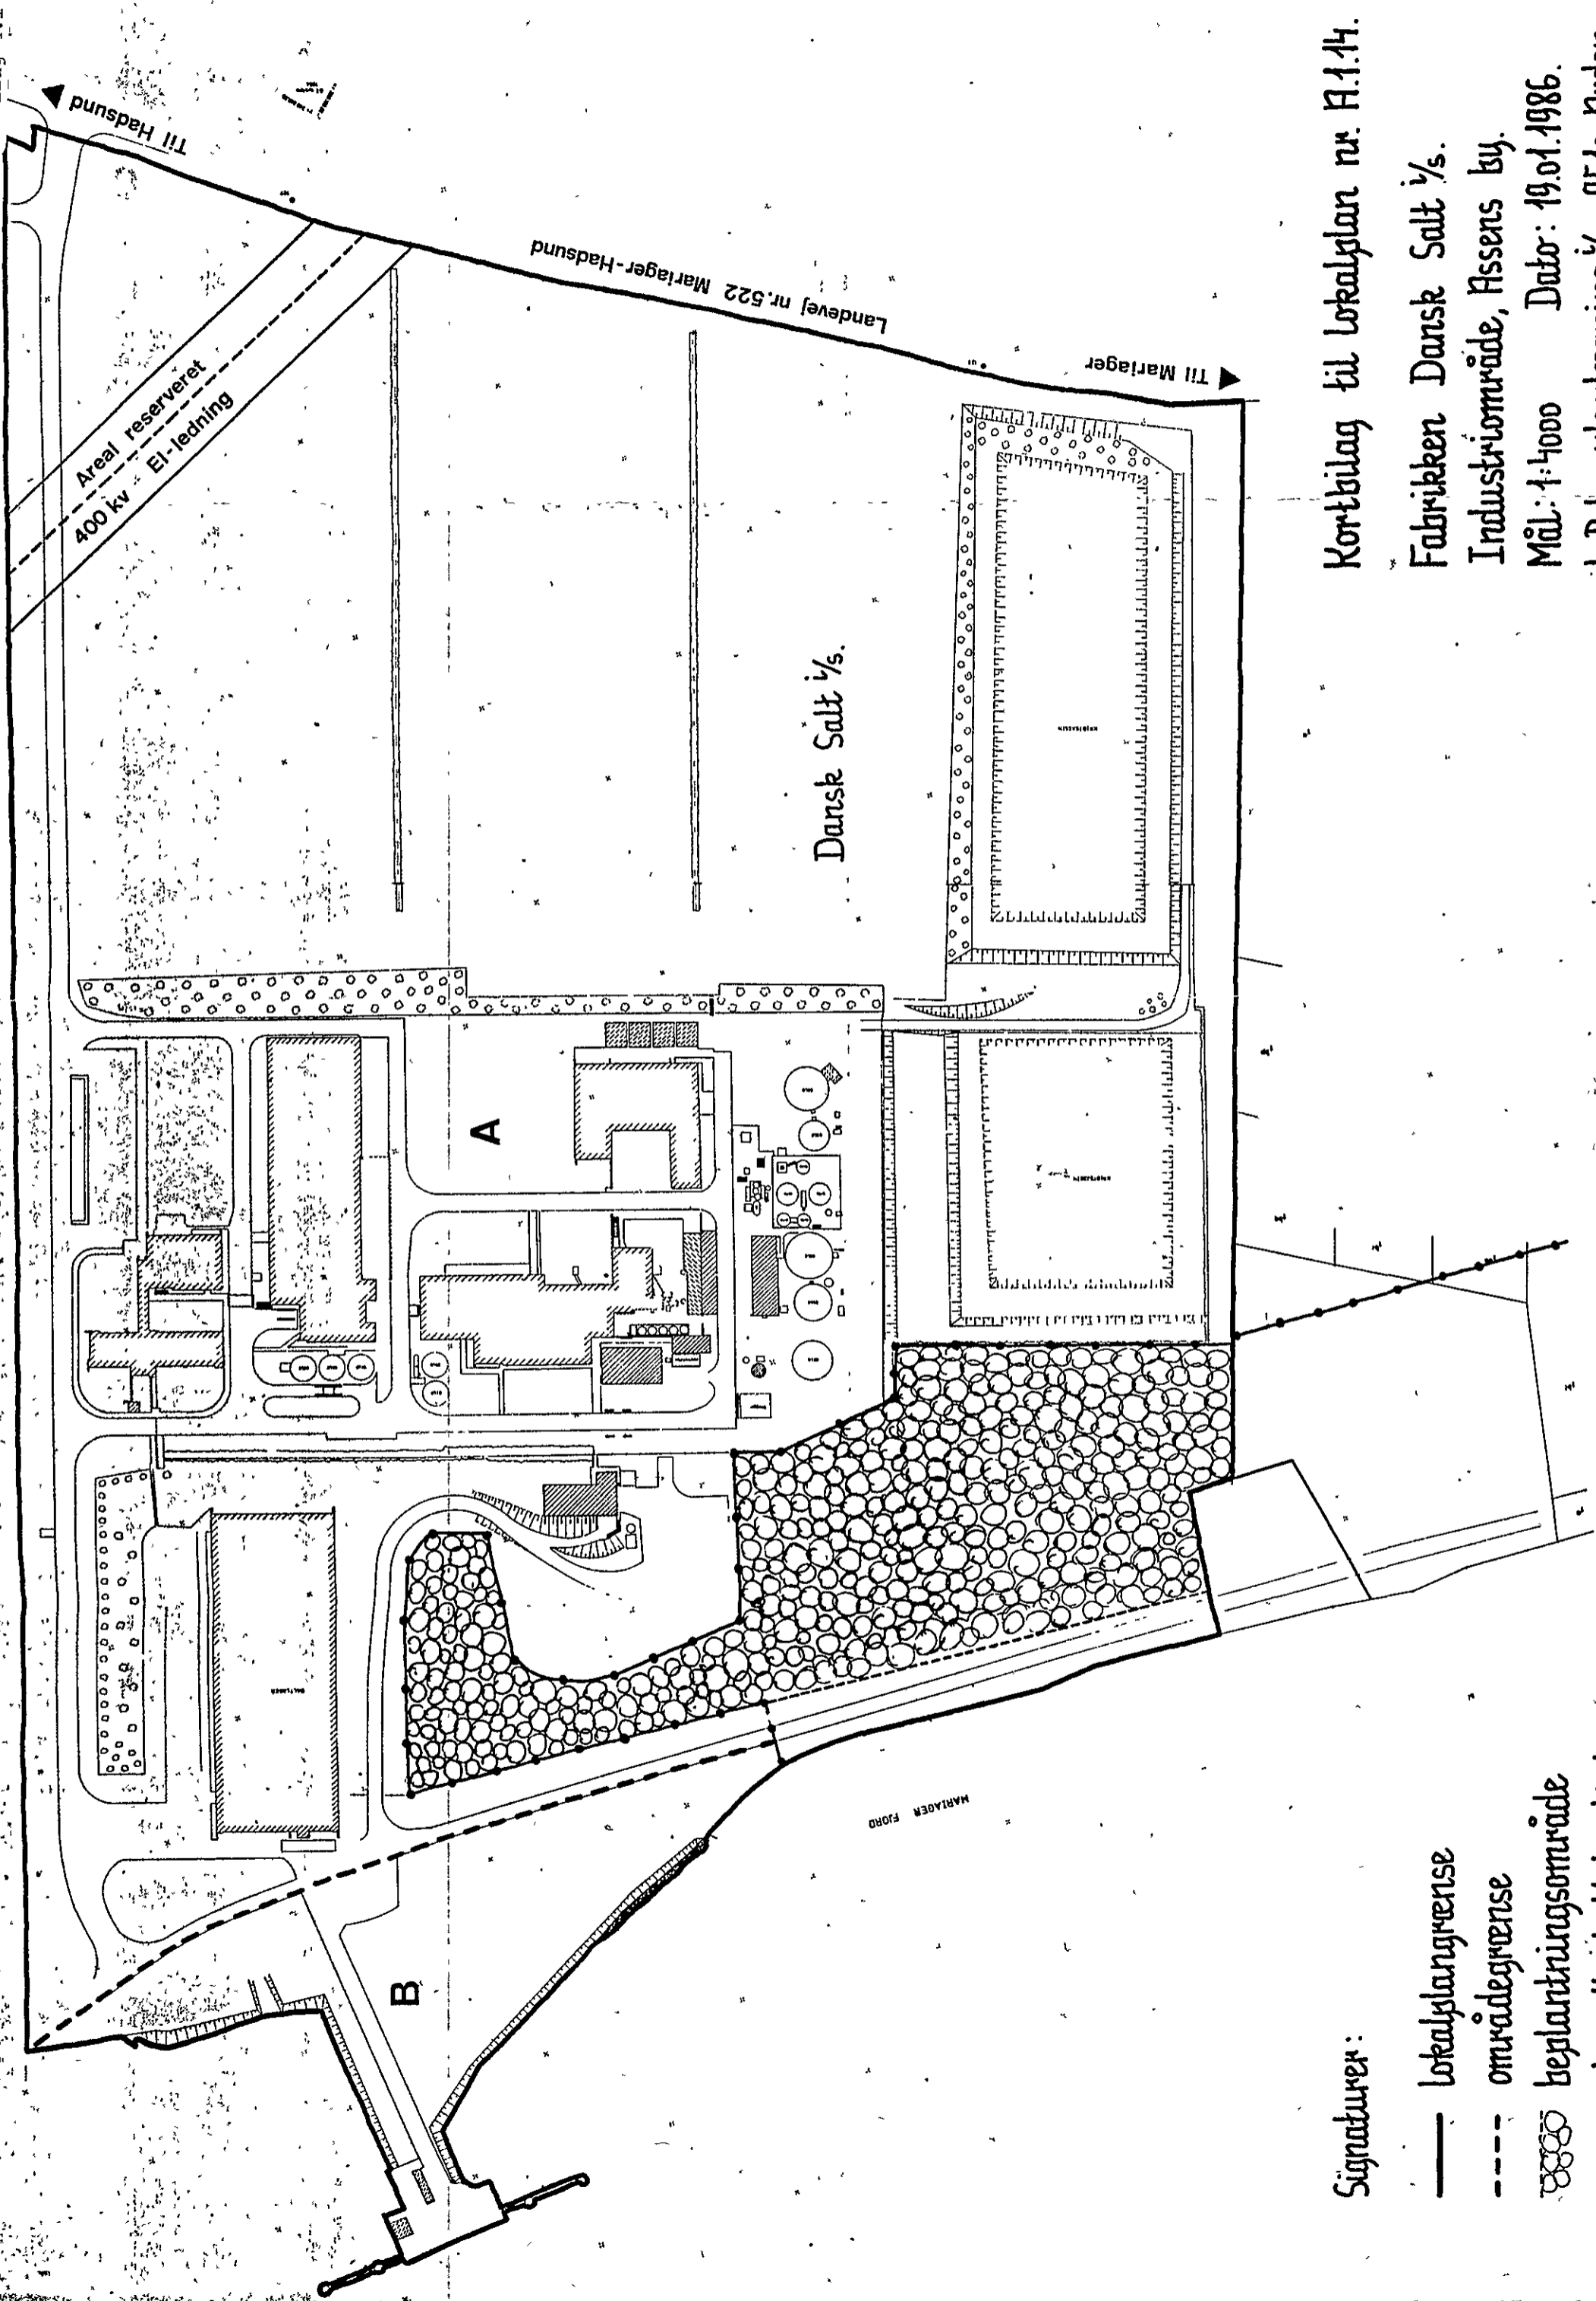 Til Hadsund
Areal reserveret
400 kv - El-ledning
Landevej nr. 522 Mariager-Hadsund
Til Mariager
Dansk Salt i/s.
A
B
SALTLAGER
MARIAGER FJORD
Kortbilag til lokalplan nr. A.1.14.
Fabrikken Dansk Salt i/s.
Industriområde, Assens by.
Mål: 1:4000 Dato: 19.01.1986.
Signaturer:
lokalplangrænse
områdegrænse
beplantningsområde